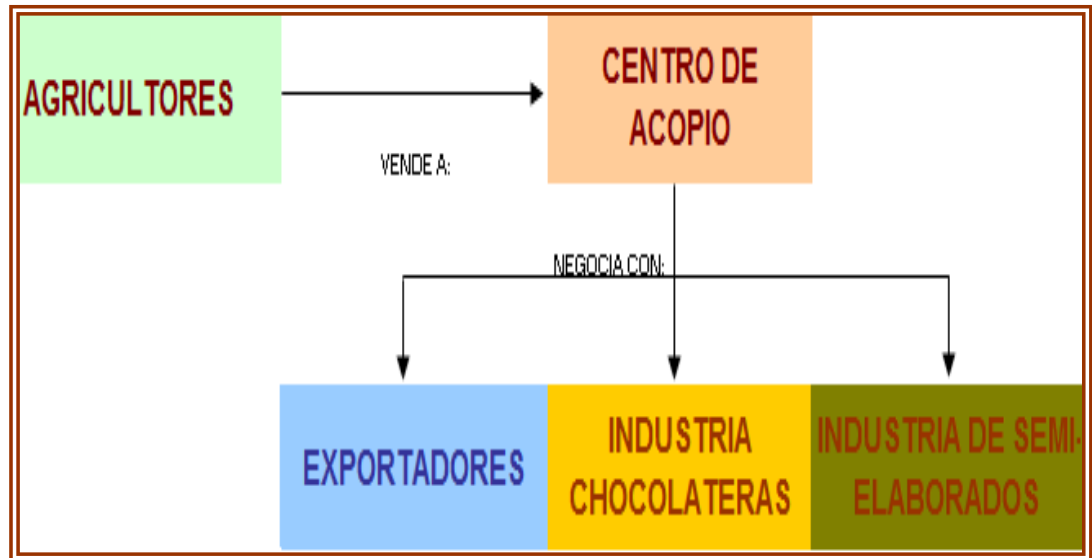 AGRICULTORES
CENTRO DE
ACOPIO
VENDE A:
NEGOCIA CON:
EXPORTADORES
INDUSTRIA
CHOCOLATERAS
INDUSTRIA DE SEMI-
ELABORADOS